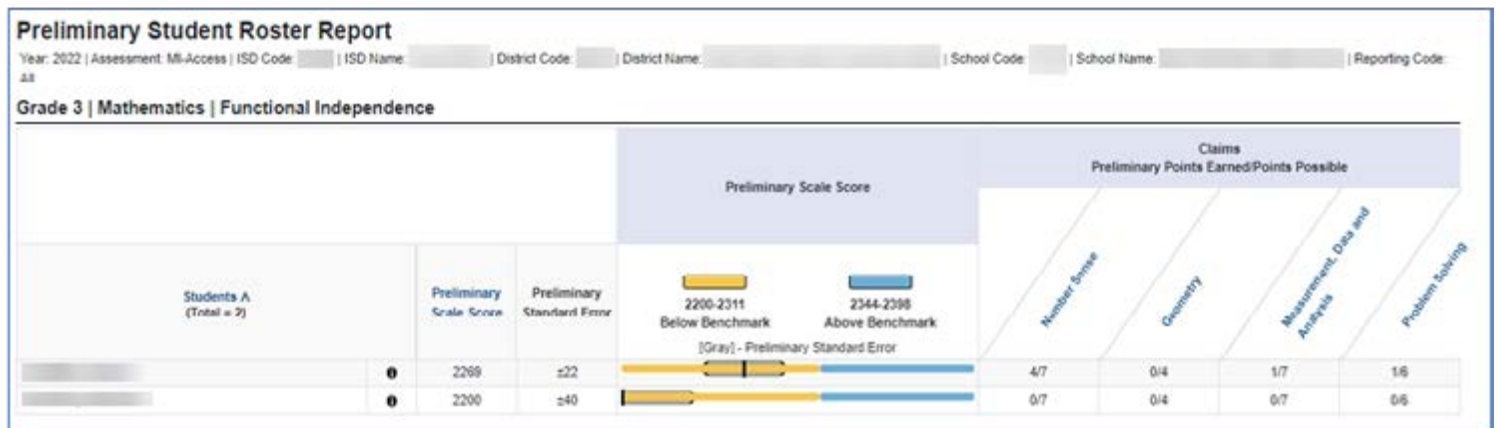 Preliminary Student Roster Report
Year: 2022 | Assessment: MI-Access | ISD Code: | ISD Name: | District Code: | District Name: | School Code: | School Name: | Reporting Code:
All
Grade 3 | Mathematics | Functional Independence
Preliminary Scale Score
Claims
Preliminary Points Earned/Points Possible
Students
(Total = 2)
Preliminary
Scale Score
Preliminary
Standard Error
2200-2311
Below Benchmark
2344-2398
Above Benchmark
[Gray] - Preliminary Standard Error
Number Sense
Geometry
Measurement, Data and
Analysis
Problem Solving
2269 ±22 4/7 0/4 1/7 1/6
2200 ±40 0/7 0/4 0/7 0/6